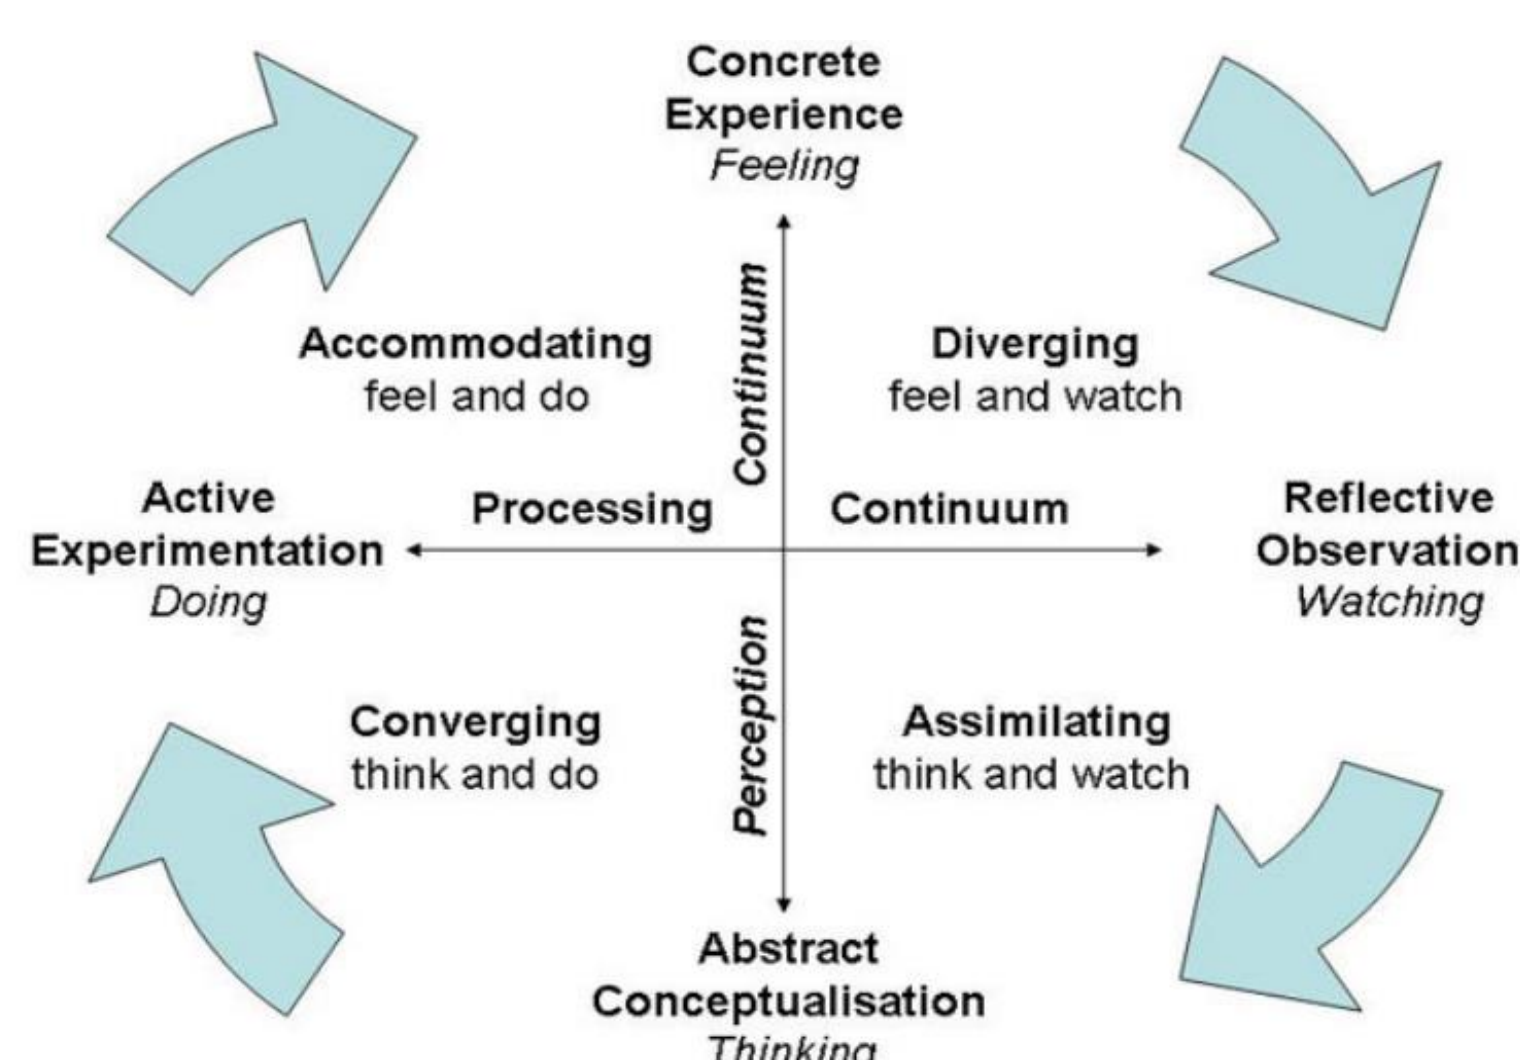 Concrete
Experience
Feeling
Continuum
Accommodating
feel and do
Diverging
feel and watch
Active
Experimentation
Doing
Processing
Continuum
Reflective
Observation
Watching
Perception
Converging
think and do
Assimilating
think and watch
Abstract
Conceptualisation
Thinking